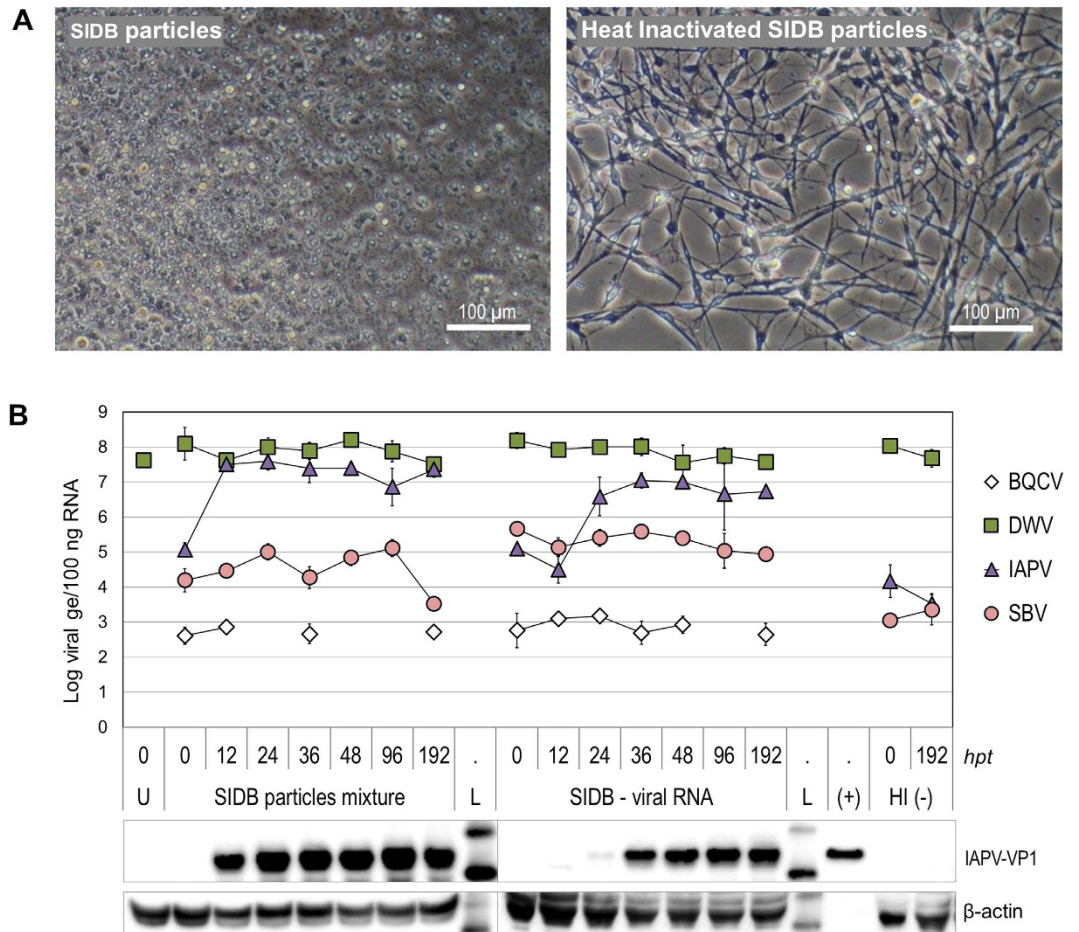 A
SIDB particles
100 µm
Heat Inactivated SIDB particles
100 µm
B
Log viral ge/100 ng RNA
9
8
7
6
5
4
3
2
1
0
BQCV
DWV
IAPV
SBV
0 0 12 24 36 48 96 192 . 0 12 24 36 48 96 192 . . 0 192 hpt
U SIDB particles mixture L SIDB - viral RNA L (+) HI (-)
IAPV-VP1
β-actin